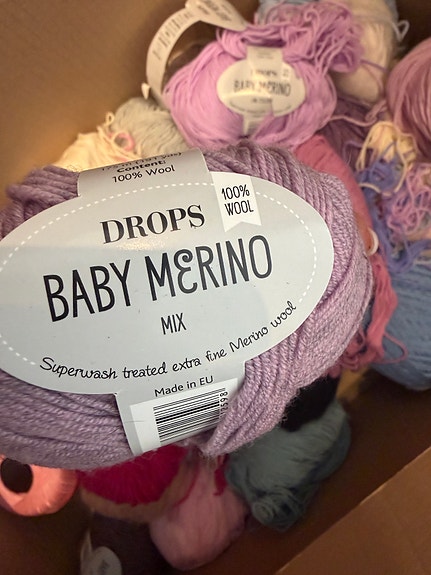 Content:
100% Wool
100%
WOOL
DROPS
BABY MERINO
MIX
Superwash treated extra fine Merino wool
Made in EU
DROPS
BABY MERINO